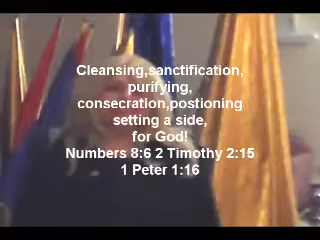 Cleansing,sanctification,
purifying,
consecration,postioning
setting a side,
for God!
Numbers 8:6 2 Timothy 2:15
1 Peter 1:16